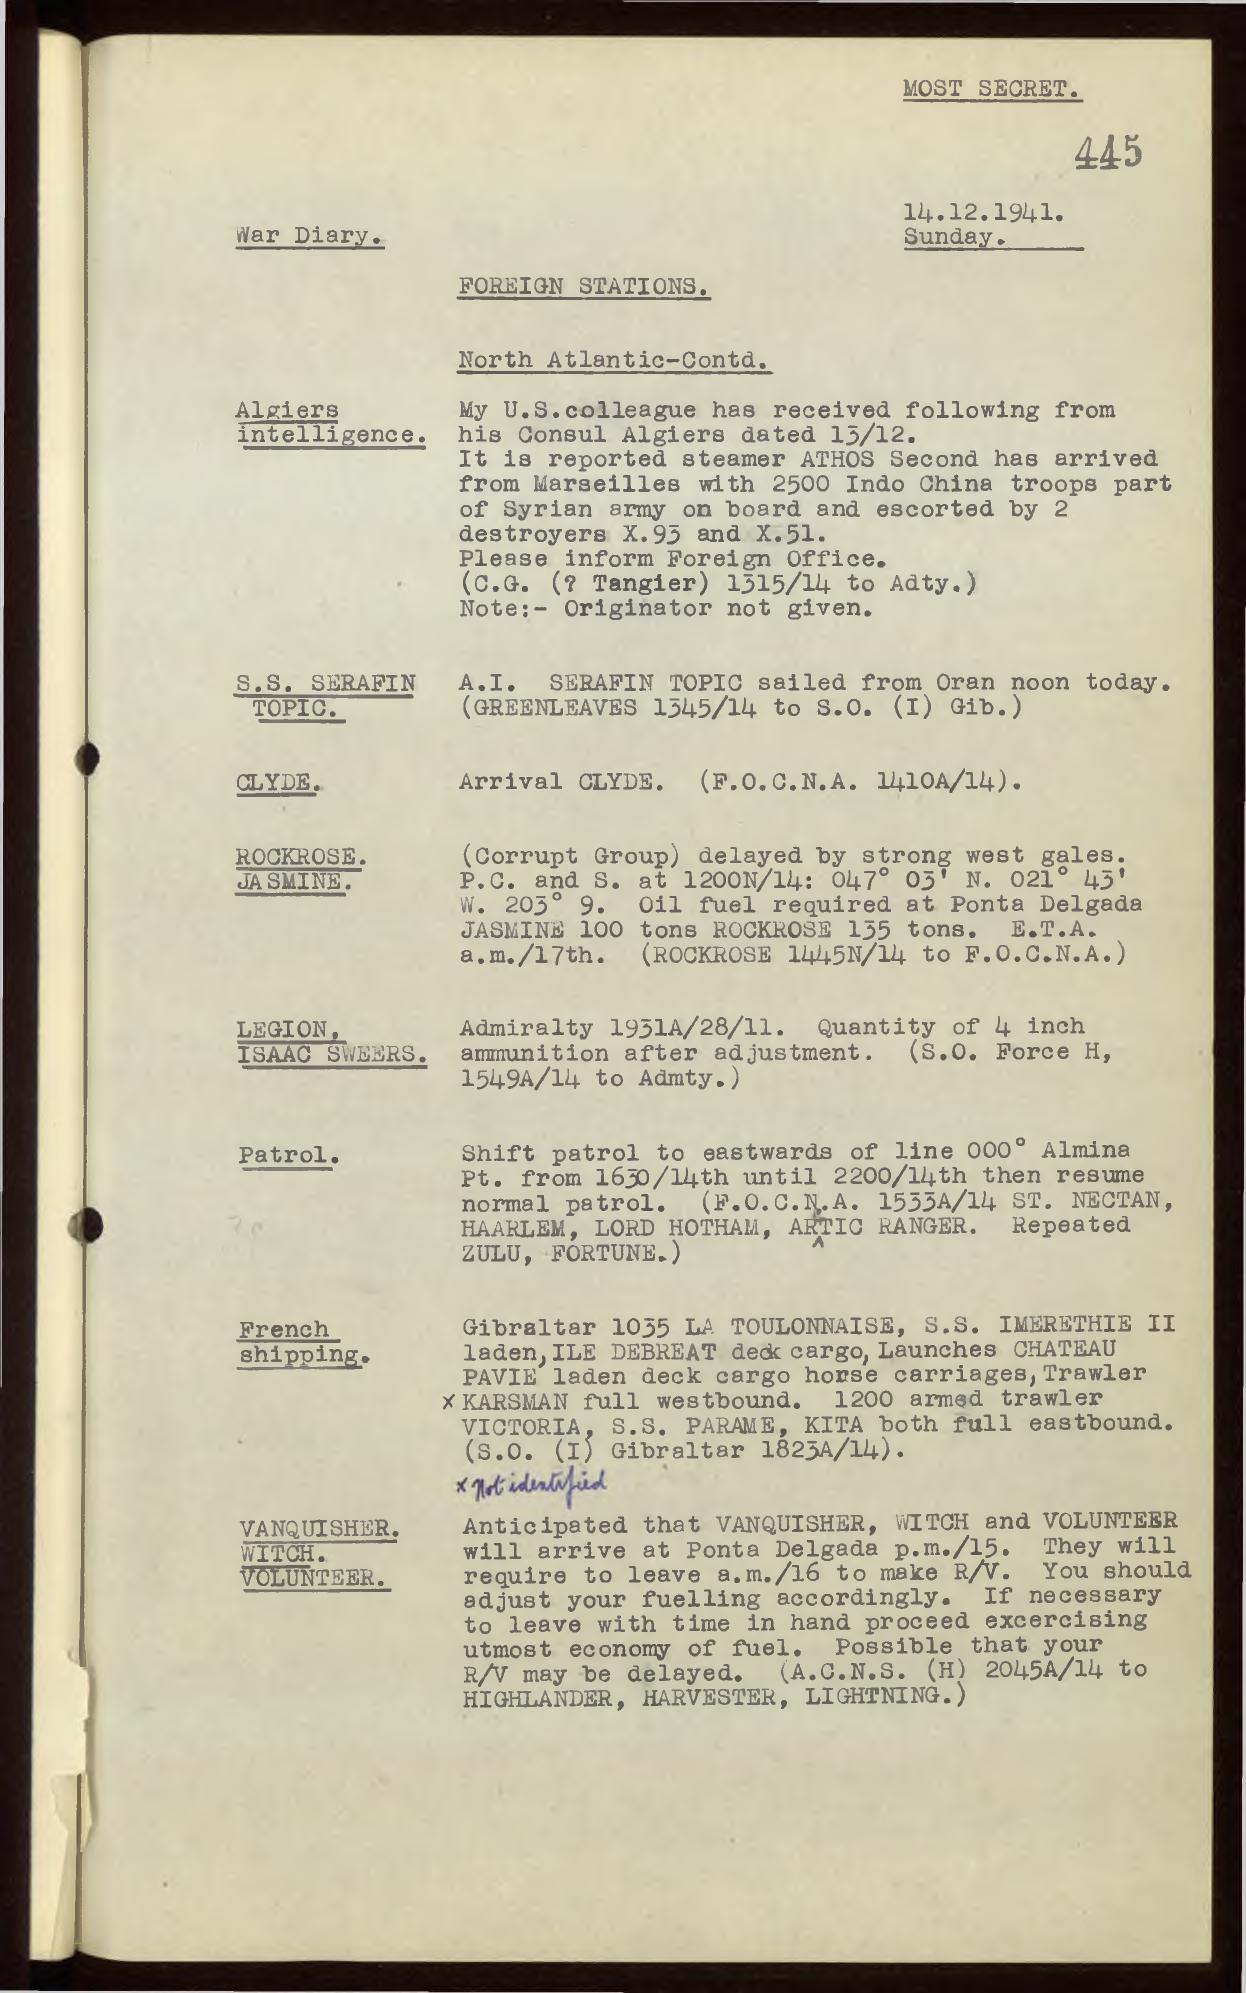 MOST SECRET.
445
14.12.1941.
War Diary.
Sunday.
FOREIGN STATIONS.
North Atlantic-Contd.
Algiers intelligence.
My U.S.colleague has received following from
his Consul Algiers dated 13/12.
It is reported steamer ATHOS Second has arrived
from Marseilles with 2500 Indo China troops part
of Syrian army on board and escorted by 2
destroyers X.93 and X.51.
Please inform Foreign Office.
(C.G. (? Tangier) 1315/14 to Adty.)
Note:- Originator not given.
S.S. SERAFIN
TOPIC.
A.I. SERAFIN TOPIC sailed from Oran noon today.
(GREENLEAVES 1345/14 to S.O. (I) Gib.)
CLYDE.
Arrival CLYDE. (F.O.C.N.A. 1410A/14).
ROCKROSE.
JASMINE.
(Corrupt Group) delayed by strong west gales.
P.C. and S. at 1200N/14: 047° 03' N. 021° 43'
W. 203° 9. Oil fuel required at Ponta Delgada
JASMINE 100 tons ROCKROSE 135 tons. E.T.A.
a.m./17th. (ROCKROSE 1445N/14 to F.O.C.N.A.)
LEGION.
ISAAC SWEERS.
Admiralty 1931A/28/11. Quantity of 4 inch
ammunition after adjustment. (S.O. Force H,
1549A/14 to Admty.)
Patrol.
Shift patrol to eastwards of line 000° Almina
Pt. from 1630/14th until 2200/14th then resume
normal patrol. (F.O.C.N.A. 1533A/14 ST. NECTAN,
HAARLEM, LORD HOTHAM, ARTIC RANGER. Repeated
ZULU, FORTUNE.)
French
shipping.
Gibraltar 1035 LA TOULONNAISE, S.S. IMERETHIE II
laden, ILE DEBREAT deck cargo, Launches CHATEAU
PAVIE laden deck cargo horse carriages, Trawler
x KARSMAN full westbound. 1200 armed trawler
VICTORIA, S.S. PARAME, KITA both full eastbound.
(S.O. (I) Gibraltar 1823A/14).
x Not identified
VANQUISHER.
WITCH.
VOLUNTEER.
Anticipated that VANQUISHER, WITCH and VOLUNTEER
will arrive at Ponta Delgada p.m./15. They will
require to leave a.m./16 to make R/V. You should
adjust your fuelling accordingly. If necessary
to leave with time in hand proceed excercising
utmost economy of fuel. Possible that your
R/V may be delayed. (A.C.N.S. (H) 2045A/14 to
HIGHLANDER, HARVESTER, LIGHTNING.)